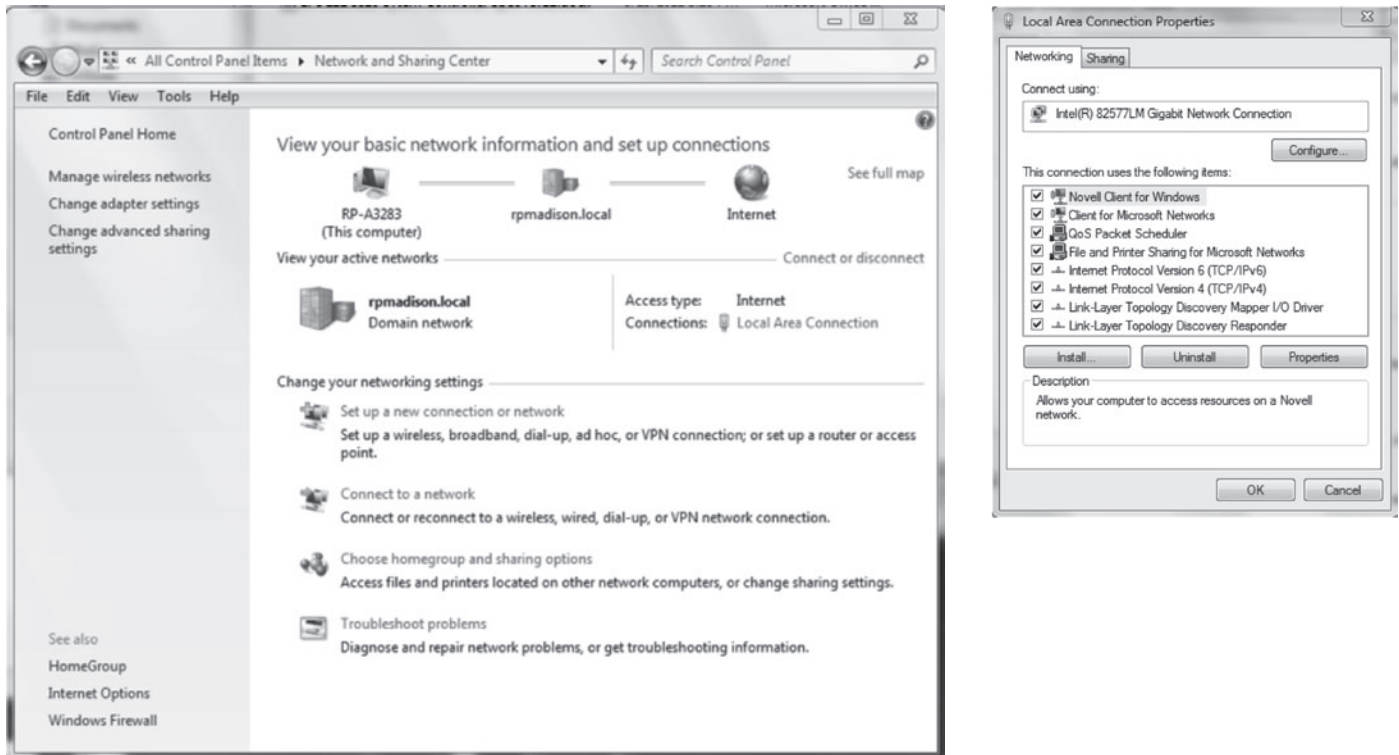 « All Control Panel Items ▸ Network and Sharing Center
Search Control Panel
File Edit View Tools Help
Control Panel Home
Manage wireless networks
Change adapter settings
Change advanced sharing
settings
See also
HomeGroup
Internet Options
Windows Firewall
View your basic network information and set up connections
See full map
RP-A3283
(This computer)
rpmadison.local
Internet
View your active networks
Connect or disconnect
rpmadison.local
Domain network
Access type: Internet
Connections: Local Area Connection
Change your networking settings
Set up a new connection or network
Set up a wireless, broadband, dial-up, ad hoc, or VPN connection; or set up a router or access
point.
Connect to a network
Connect or reconnect to a wireless, wired, dial-up, or VPN network connection.
Choose homegroup and sharing options
Access files and printers located on other network computers, or change sharing settings.
Troubleshoot problems
Diagnose and repair network problems, or get troubleshooting information.
Local Area Connection Properties
Networking Sharing
Connect using:
Intel(R) 82577LM Gigabit Network Connection
Configure...
This connection uses the following items:
Novell Client for Windows
Client for Microsoft Networks
QoS Packet Scheduler
File and Printer Sharing for Microsoft Networks
Internet Protocol Version 6 (TCP/IPv6)
Internet Protocol Version 4 (TCP/IPv4)
Link-Layer Topology Discovery Mapper I/O Driver
Link-Layer Topology Discovery Responder
Install... Uninstall Properties
Description
Allows your computer to access resources on a Novell
network.
OK Cancel